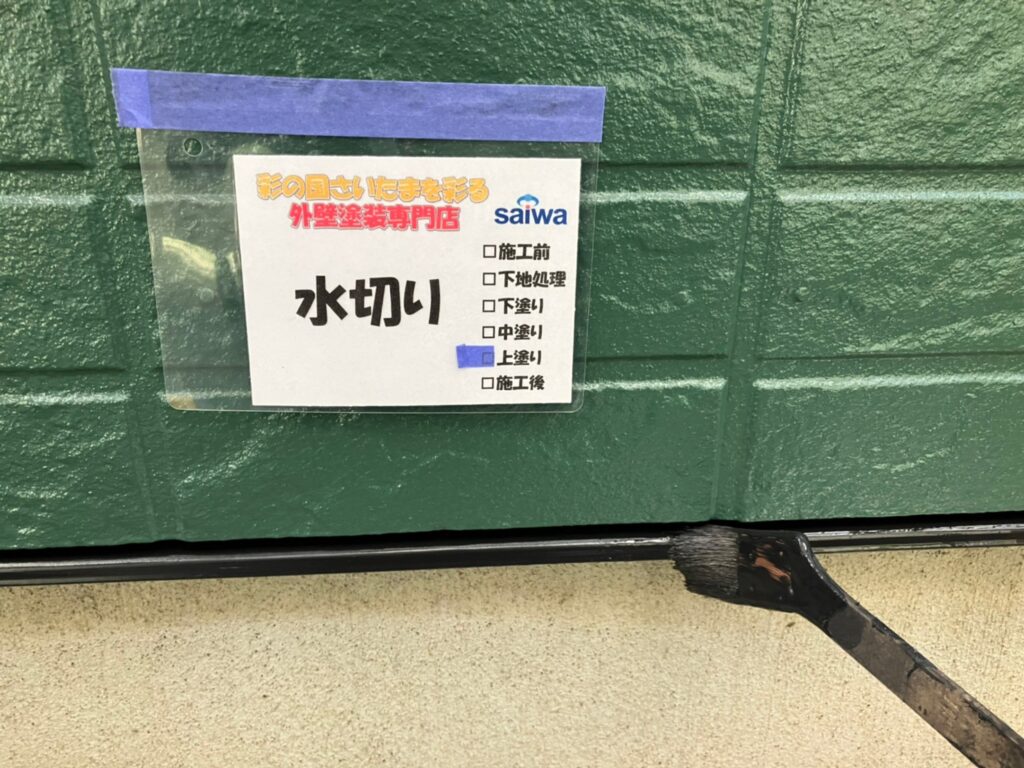 彩の国さいたまを彩る
外壁塗装専門店
saiwa
水切り
□施工前
□下地処理
□下塗り
□中塗り
□上塗り
□施工後